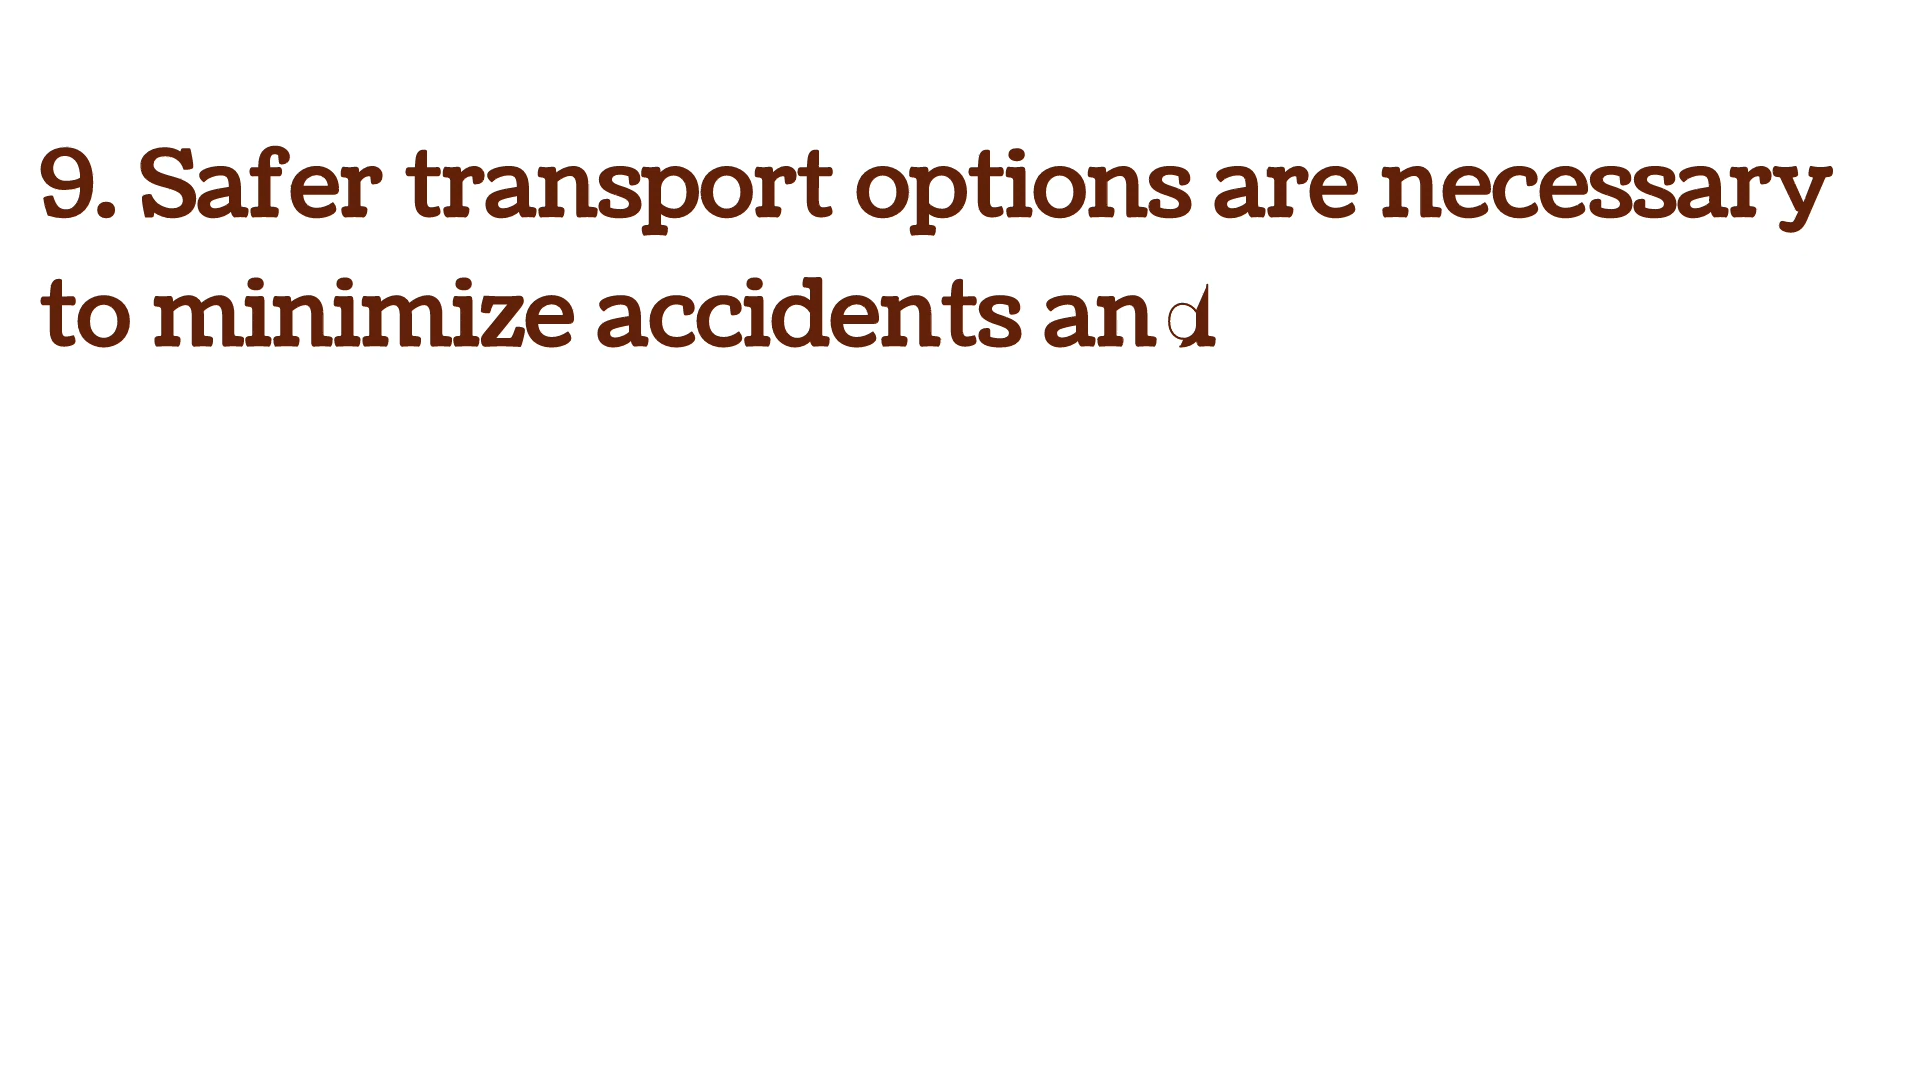 9. Safer transport options are necessary
to minimize accidents and